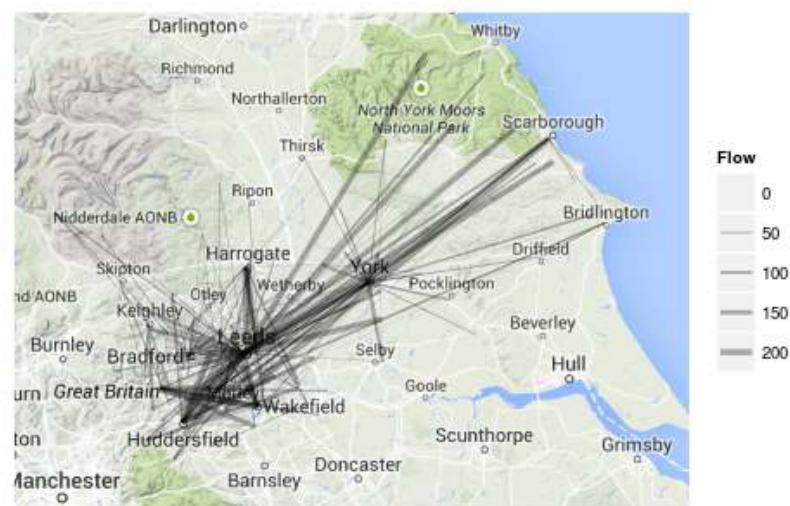 Darlington
Whitby
Richmond
Northallerton
North York Moors
National Park
Scarborough
Thirsk
Flow
0
Ripon
Nidderdale AONB
Bridlington
50
Harrogate
York
Driffield
Skipton
Otley
Wetherby
Pocklington
100
nd AONB
Keighley
150
Burnley
Bradford
Leeds
Selby
Beverley
200
Hull
urn
Great Britain
Wakefield
Goole
ton
Huddersfield
Scunthorpe
Grimsby
Manchester
Barnsley
Doncaster